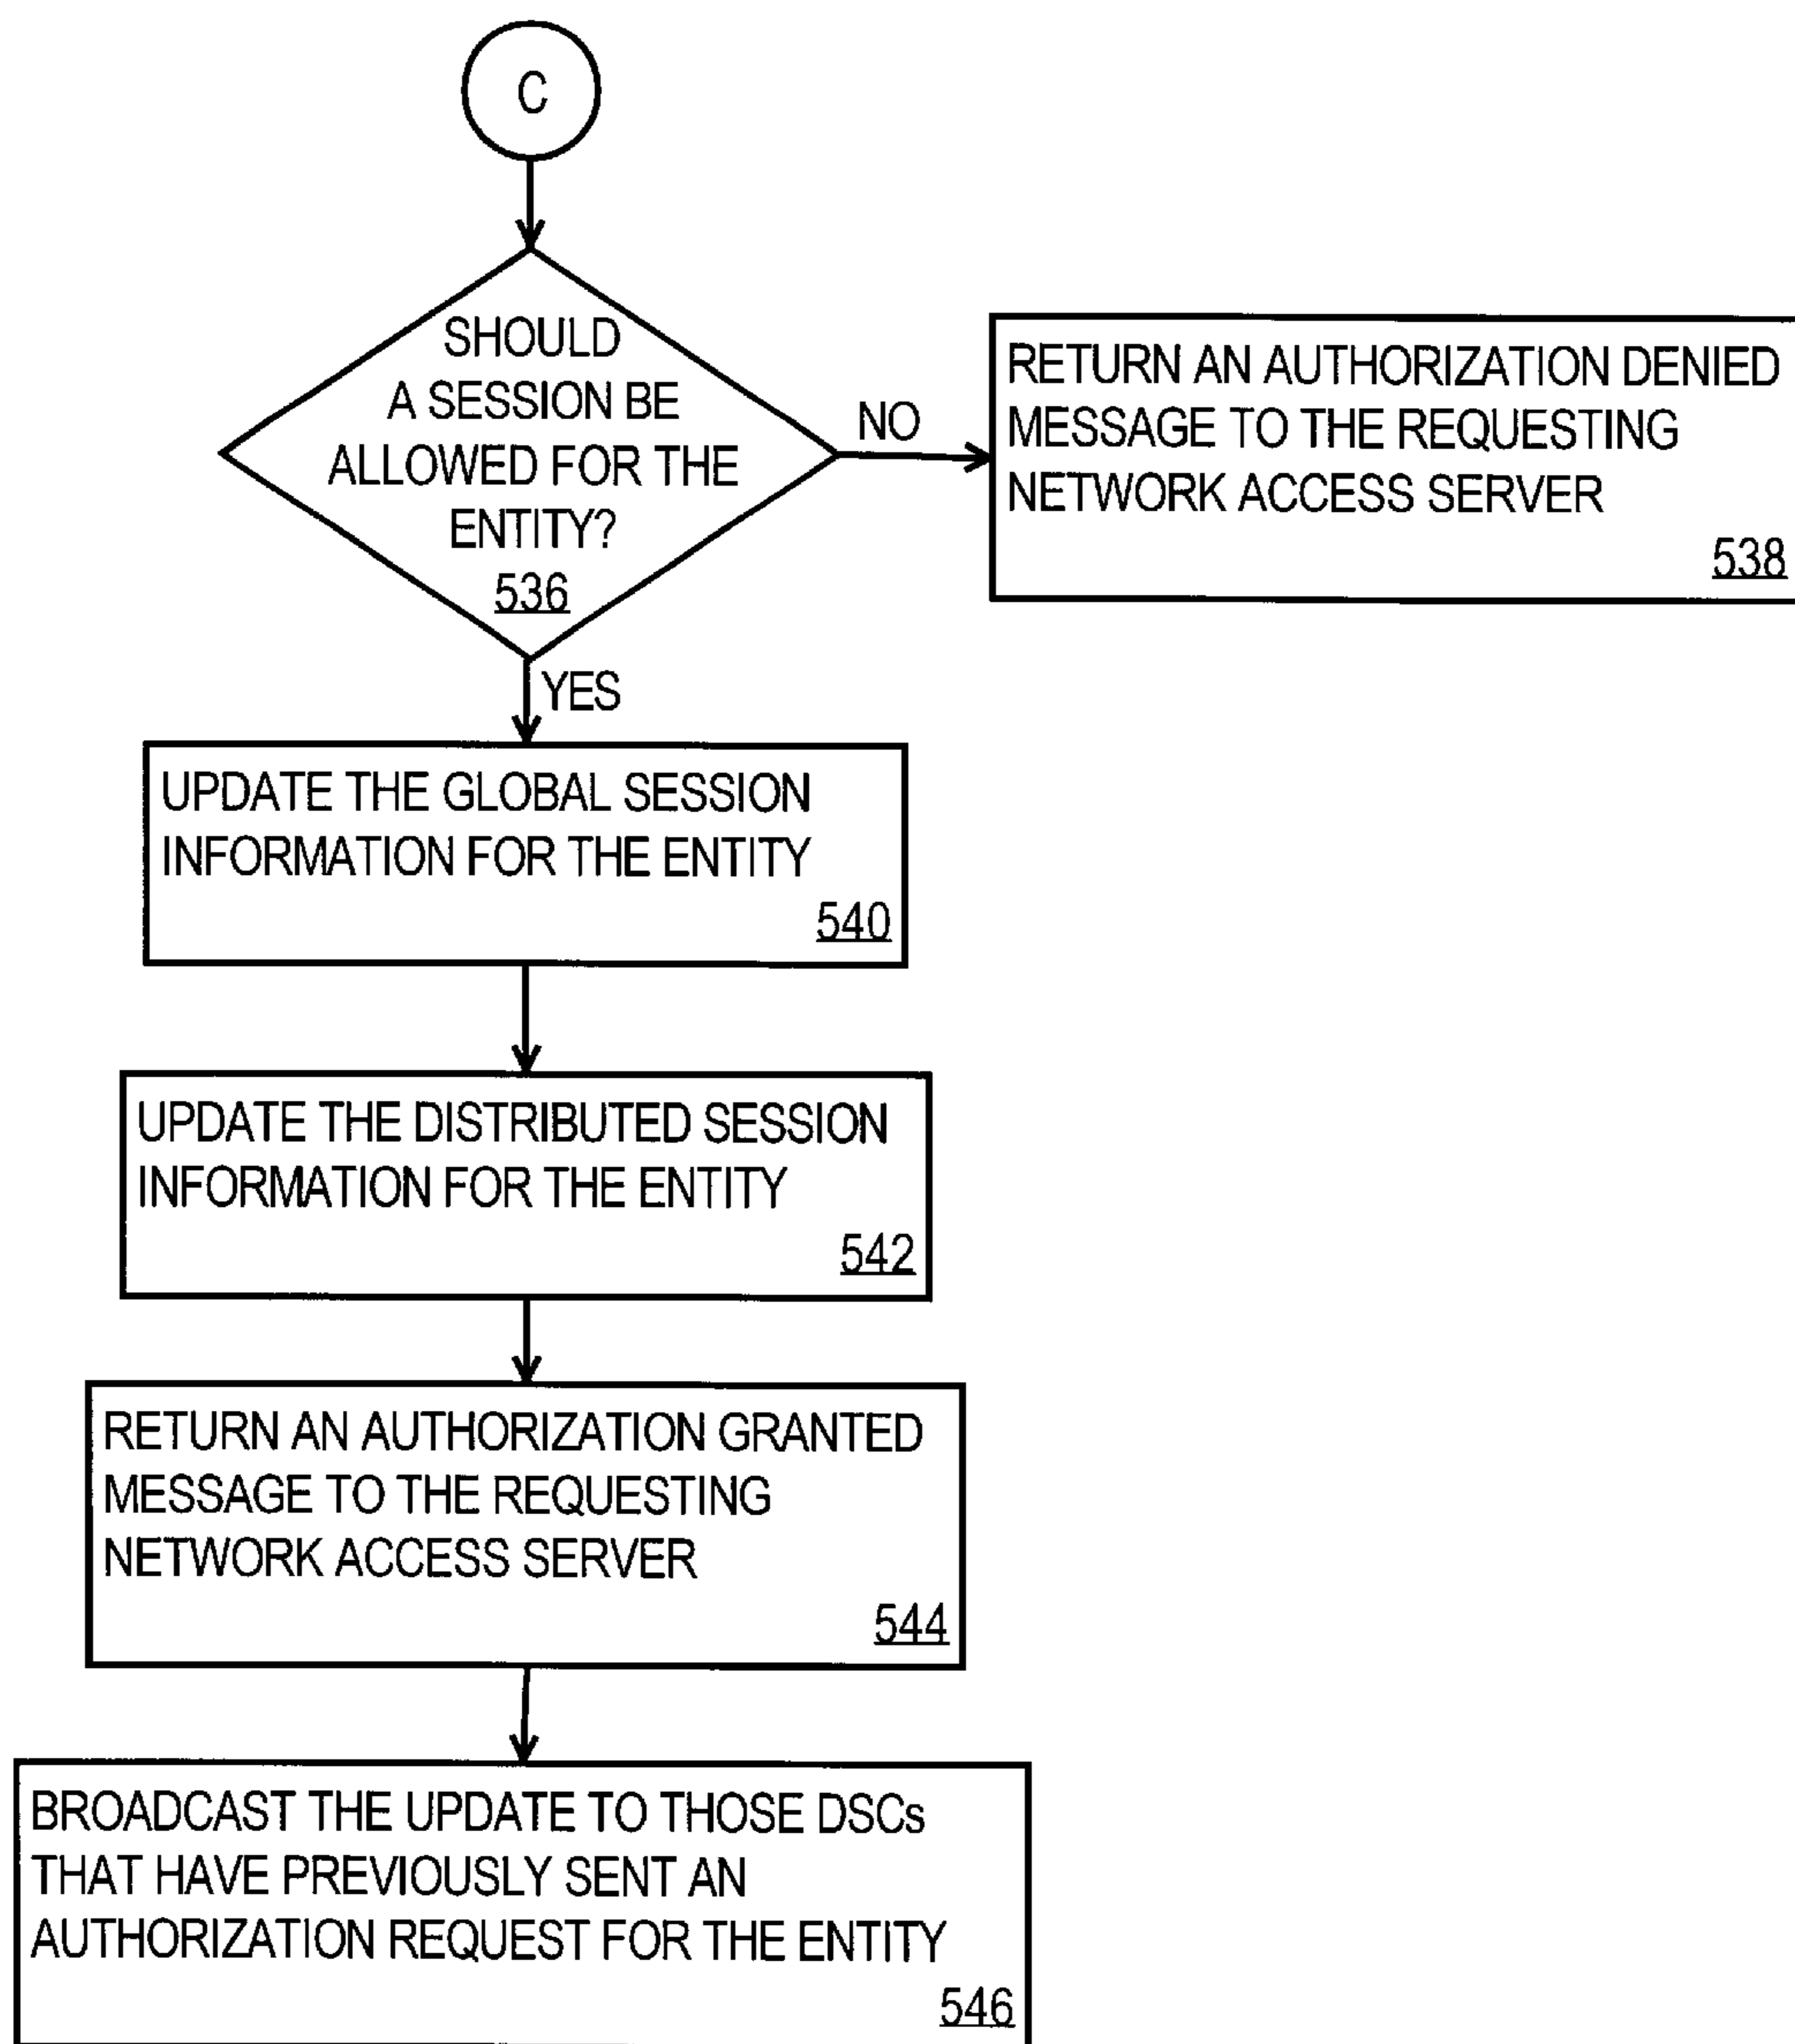 C
SHOULD
A SESSION BE
ALLOWED FOR THE
ENTITY?
536
NO
RETURN AN AUTHORIZATION DENIED
MESSAGE TO THE REQUESTING
NETWORK ACCESS SERVER
538
YES
UPDATE THE GLOBAL SESSION
INFORMATION FOR THE ENTITY
540
UPDATE THE DISTRIBUTED SESSION
INFORMATION FOR THE ENTITY
542
RETURN AN AUTHORIZATION GRANTED
MESSAGE TO THE REQUESTING
NETWORK ACCESS SERVER
544
BROADCAST THE UPDATE TO THOSE DSCs
THAT HAVE PREVIOUSLY SENT AN
AUTHORIZATION REQUEST FOR THE ENTITY
546